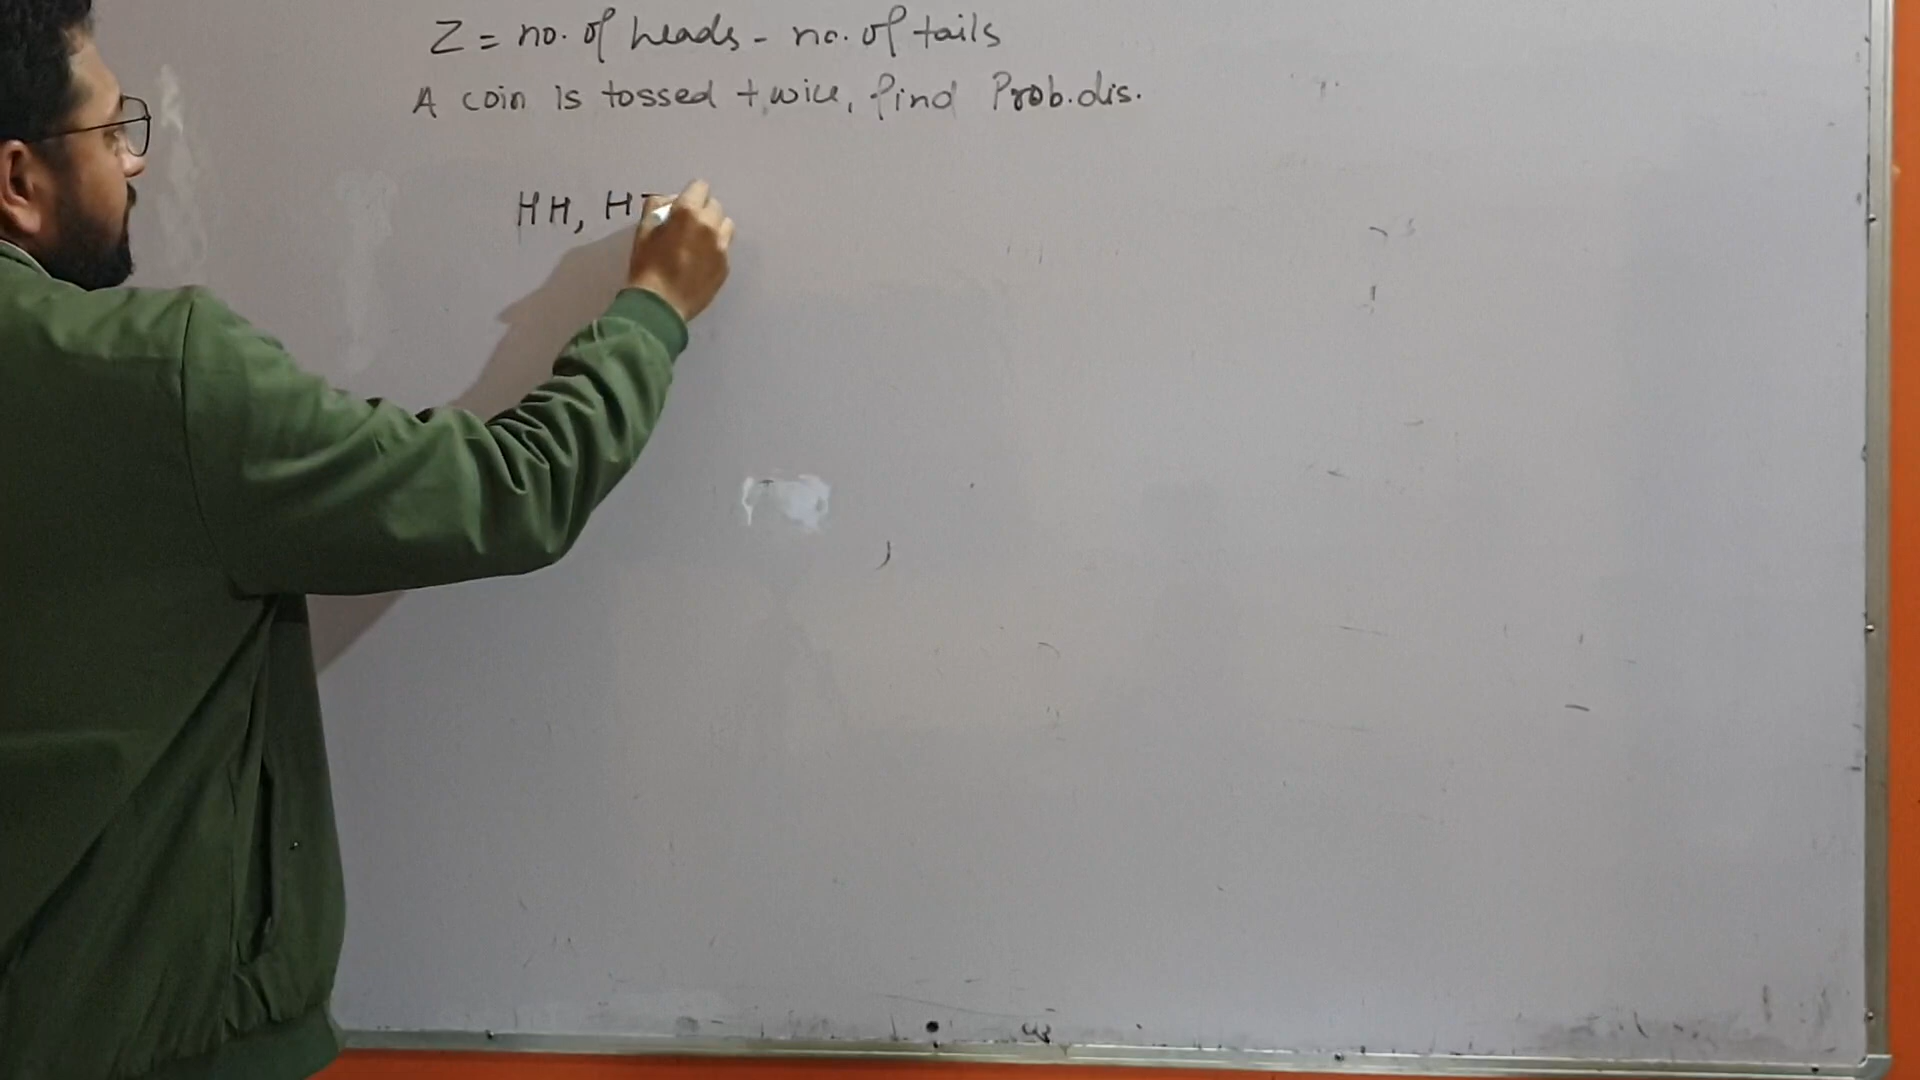 Z = no. of heads - no. of tails
A coin is tossed twice, find Prob.dis.
HH, HT